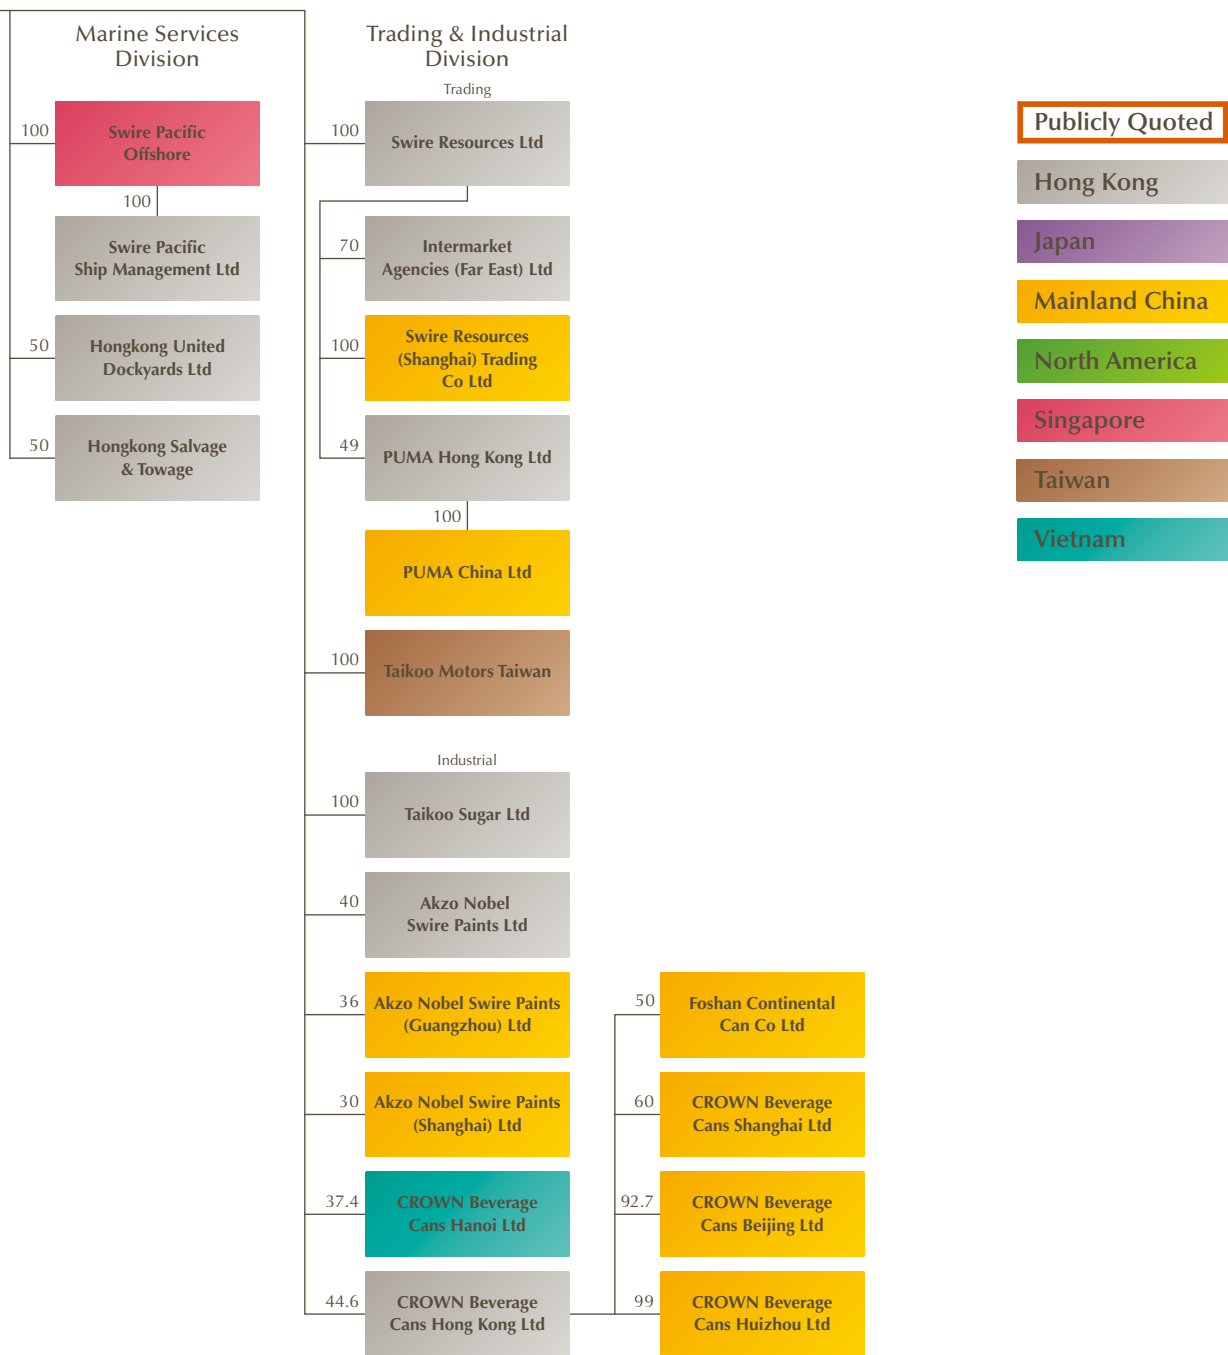 Marine Services
Division
100
Swire Pacific
Offshore
100
Swire Pacific
Ship Management Ltd
50
Hongkong United
Dockyards Ltd
50
Hongkong Salvage
& Towage
Trading & Industrial
Division
Trading
100
Swire Resources Ltd
70
Intermarket
Agencies (Far East) Ltd
100
Swire Resources
(Shanghai) Trading
Co Ltd
49
PUMA Hong Kong Ltd
100
PUMA China Ltd
100
Taikoo Motors Taiwan
Industrial
100
Taikoo Sugar Ltd
40
Akzo Nobel
Swire Paints Ltd
36
Akzo Nobel Swire Paints
(Guangzhou) Ltd
30
Akzo Nobel Swire Paints
(Shanghai) Ltd
37.4
CROWN Beverage
Cans Hanoi Ltd
44.6
CROWN Beverage
Cans Hong Kong Ltd
50
Foshan Continental
Can Co Ltd
60
CROWN Beverage
Cans Shanghai Ltd
92.7
CROWN Beverage
Cans Beijing Ltd
99
CROWN Beverage
Cans Huizhou Ltd
Publicly Quoted
Hong Kong
Japan
Mainland China
North America
Singapore
Taiwan
Vietnam